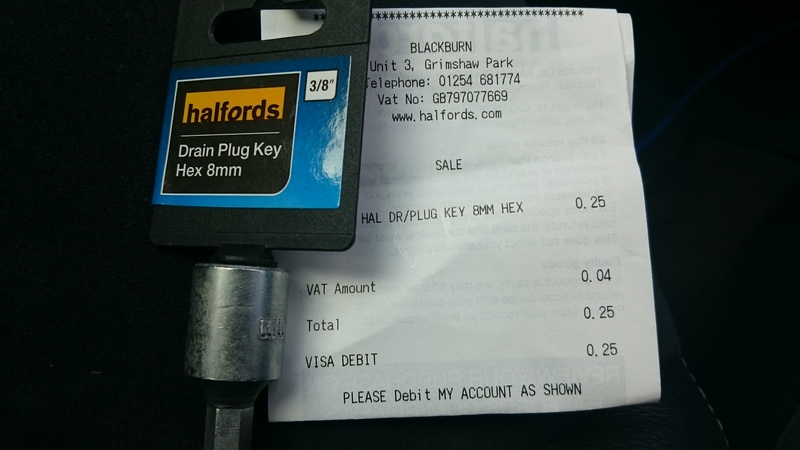 halfords
3/8"
Drain Plug Key
Hex 8mm
BLACKBURN
Unit 3, Grimshaw Park
Telephone: 01254 681774
Vat No: GB797077669
www.halfords.com
SALE
HAL DR/PLUG KEY 8MM HEX 0.25
VAT Amount 0.04
Total 0.25
VISA DEBIT 0.25
PLEASE Debit MY ACCOUNT AS SHOWN